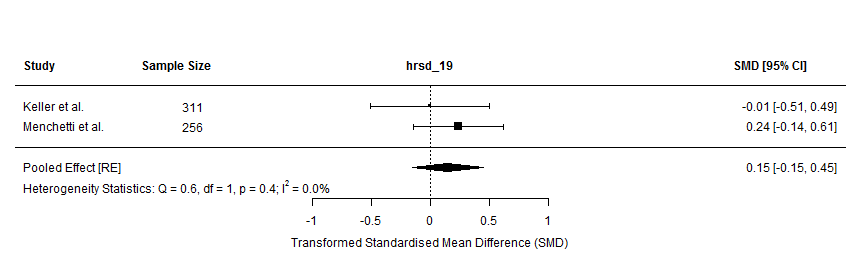 Study Sample Size hrsd_19 SMD [95% CI]
Keller et al. 311 -0.01 [-0.51, 0.49]
Menchetti et al. 256 0.24 [-0.14, 0.61]
Pooled Effect [RE] 0.15 [-0.15, 0.45]
Heterogeneity Statistics: Q = 0.6, df = 1, p = 0.4; I² = 0.0%
-1 -0.5 0 0.5 1
Transformed Standardised Mean Difference (SMD)